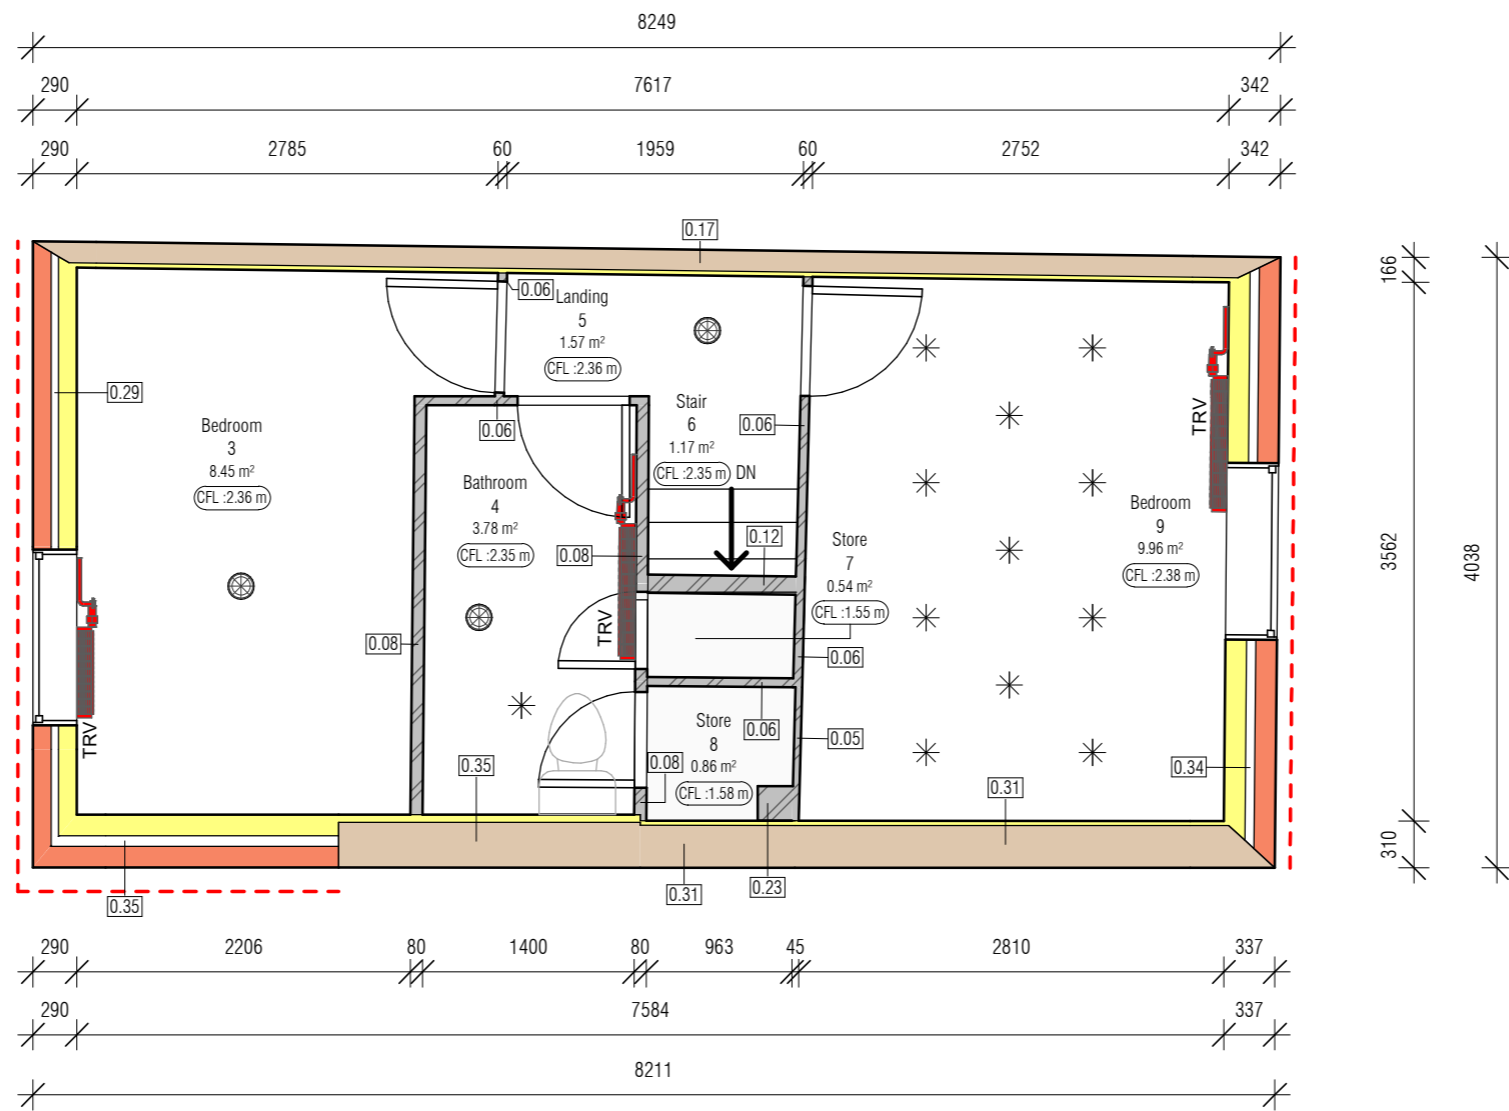 8249
290 7617 342
290 2785 60 1959 60 2752 342
0.17
166
0.06
Landing
5
1.57 m²
CFL :2.36 m
0.29
TRV
Stair
6
1.17 m²
CFL :2.35 m DN
0.06
0.06
Bedroom
3
8.45 m²
CFL :2.36 m
Bathroom
4
3.78 m²
CFL :2.35 m
Bedroom
9
9.96 m²
CFL :2.38 m
0.12
0.08
Store
7
0.54 m²
CFL :1.55 m
3562
4038
TRV
0.08
0.06
TRV
Store
8
0.86 m²
CFL :1.58 m
0.06
0.05
0.08
0.35
0.34
0.31
310
0.35
0.31
0.23
290 2206 80 1400 80 963 45 2810 337
290 7584 337
8211